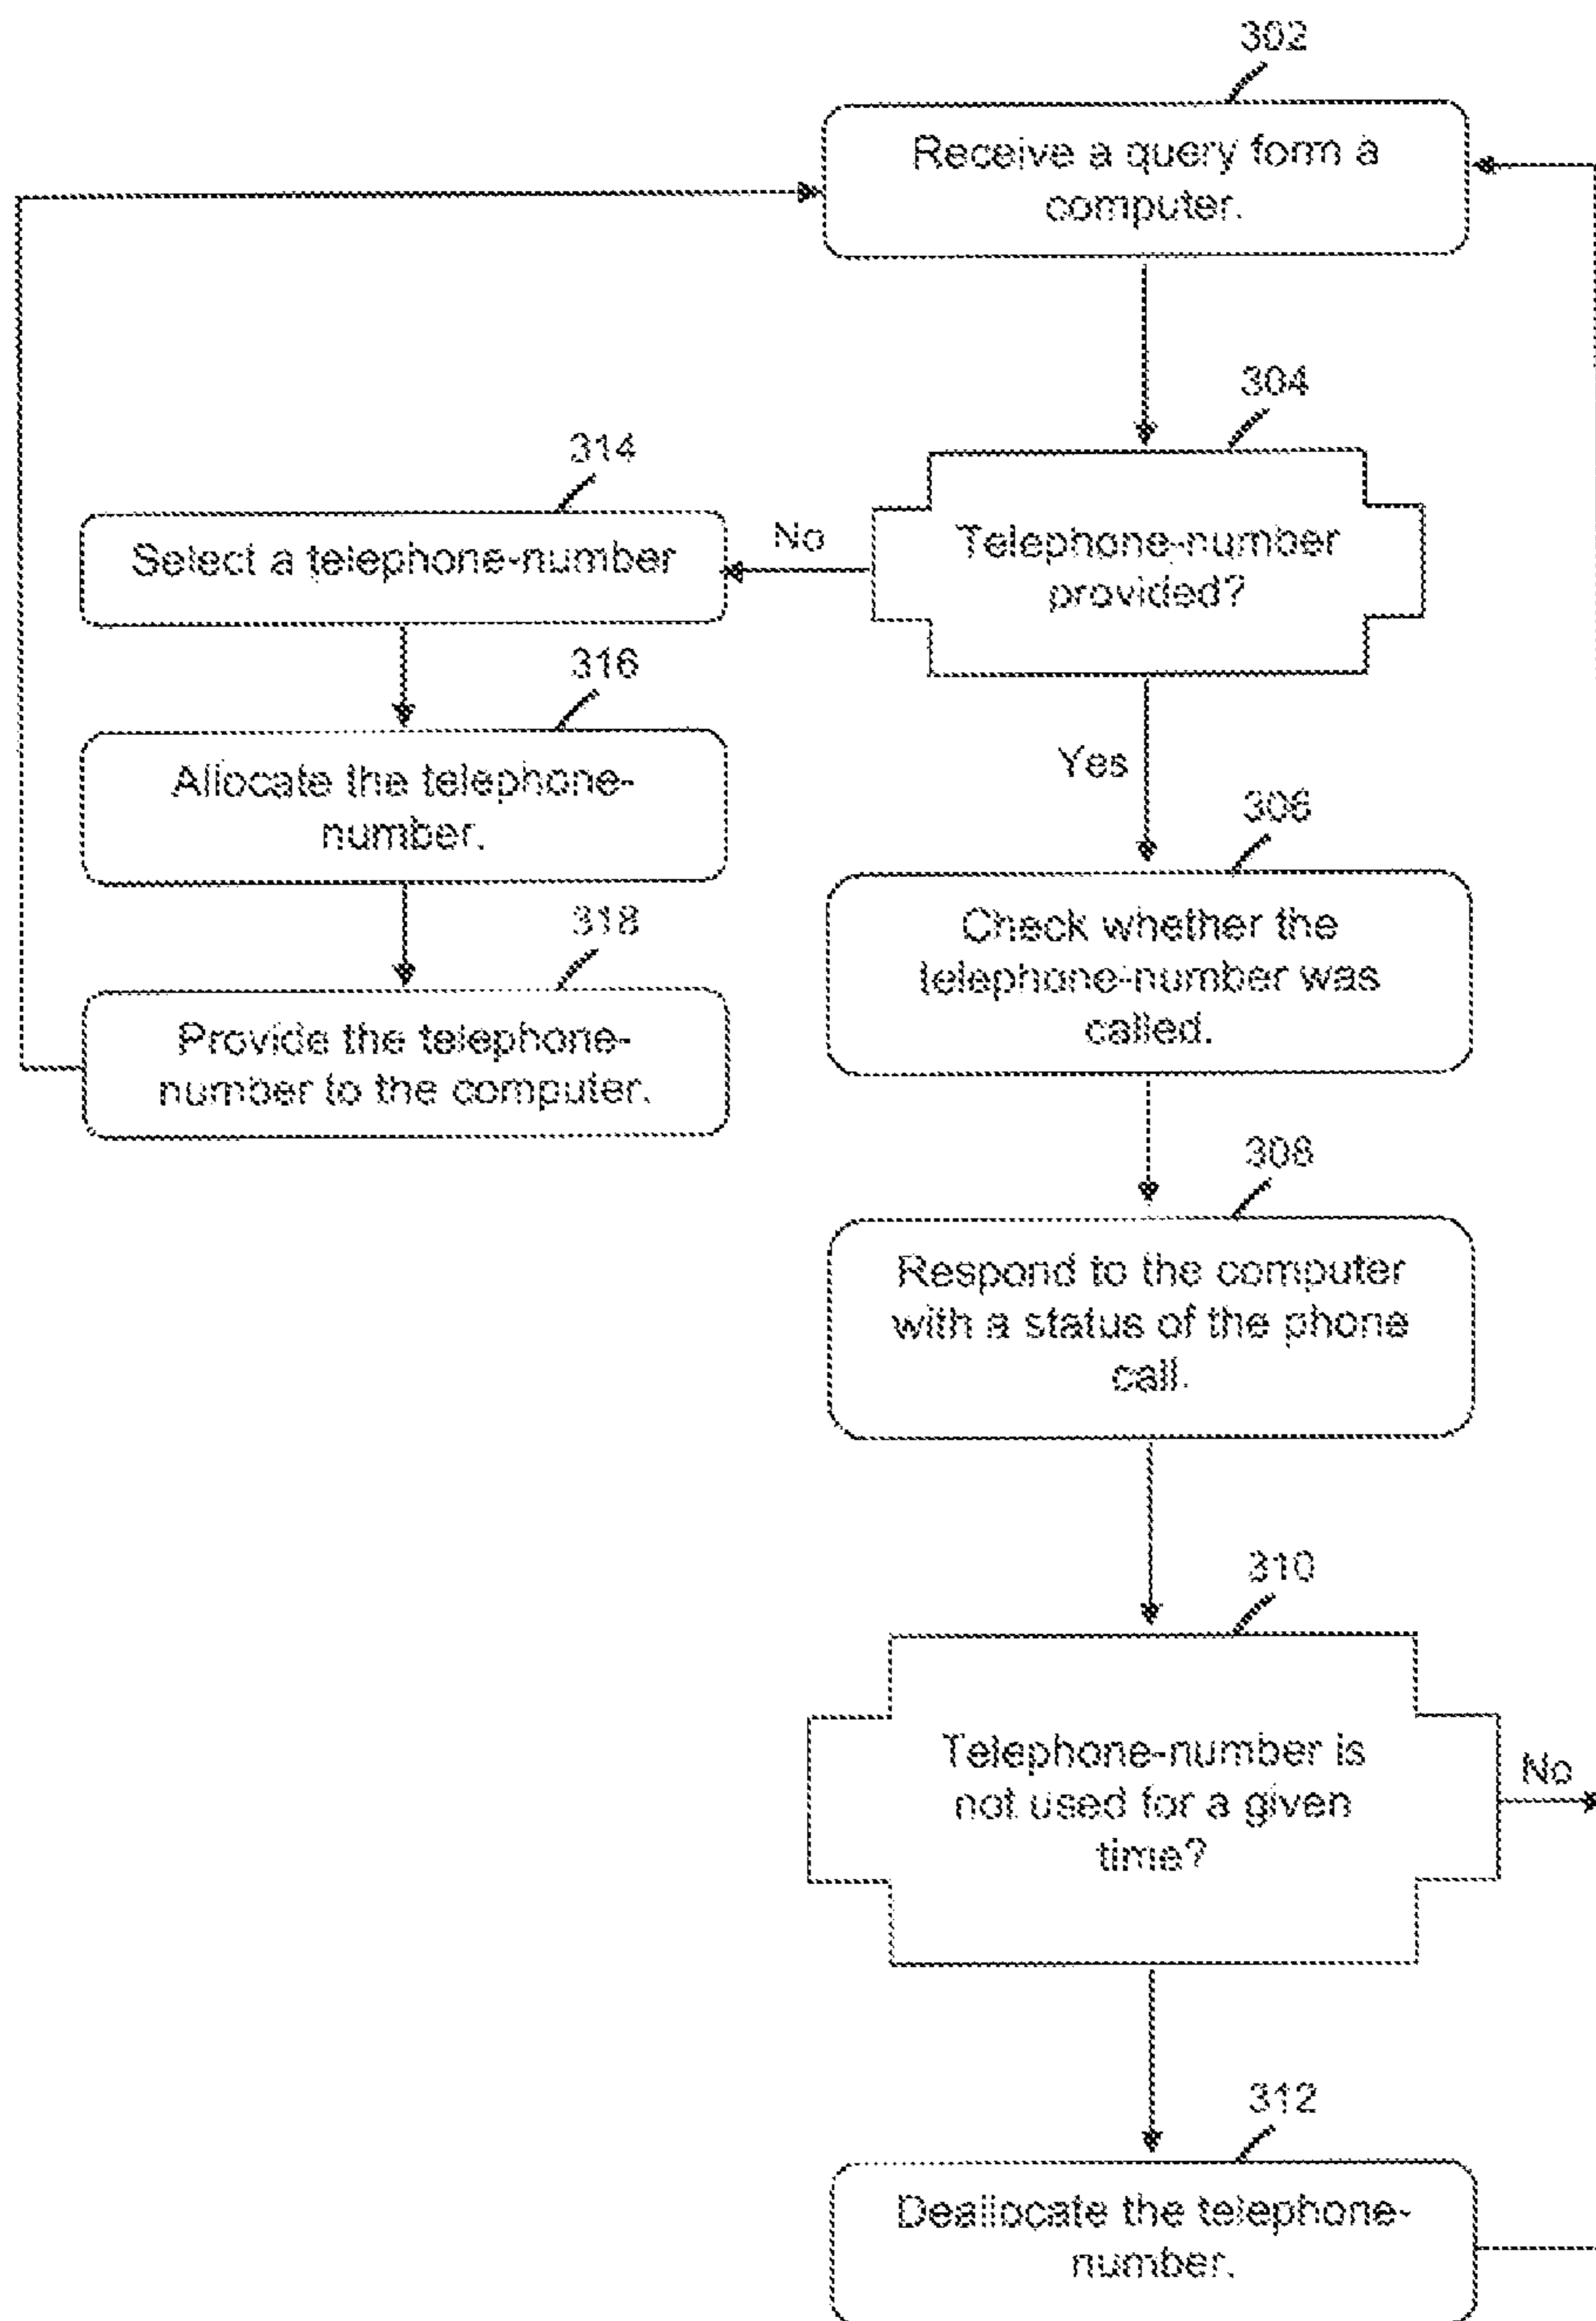 302
Receive a query form a
computer.
304
Telephone-number
provided?
No
314
Select a telephone-number
316
Allocate the telephone-
number.
318
Provide the telephone-
number to the computer.
Yes
306
Check whether the
telephone-number was
called.
308
Respond to the computer
with a status of the phone
call.
310
Telephone-number is
not used for a given
time?
No
312
Deallocate the telephone-
number.